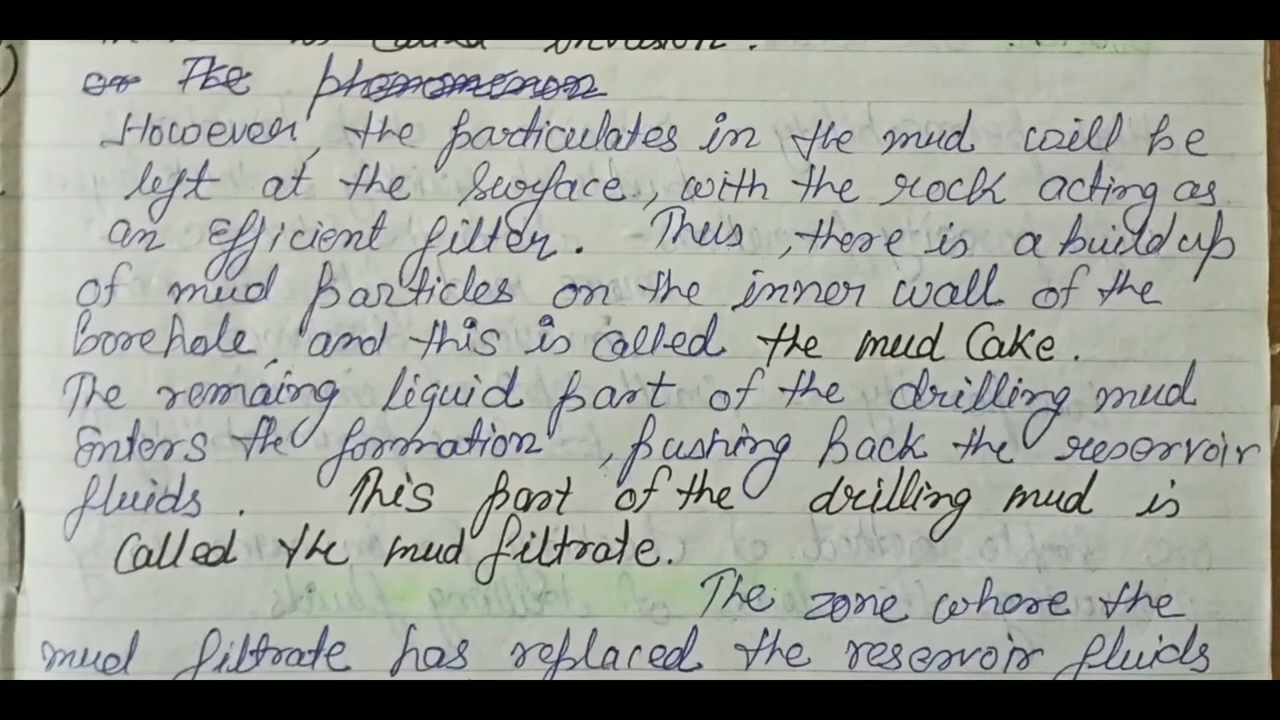 is called invasion.
or The phenomenon
However, the particulates in the mud will be
left at the surface, with the rock acting as
an efficient filter. Thus, there is a buildup
of mud particles on the inner wall of the
borehole, and this is called the mud cake.
The remaing liquid part of the drilling mud
Enters the formation, pushing back the reservoir
fluids. This part of the drilling mud is
called the mud filtrate.
The zone where the
mud filtrate has replaced the reservoir fluids